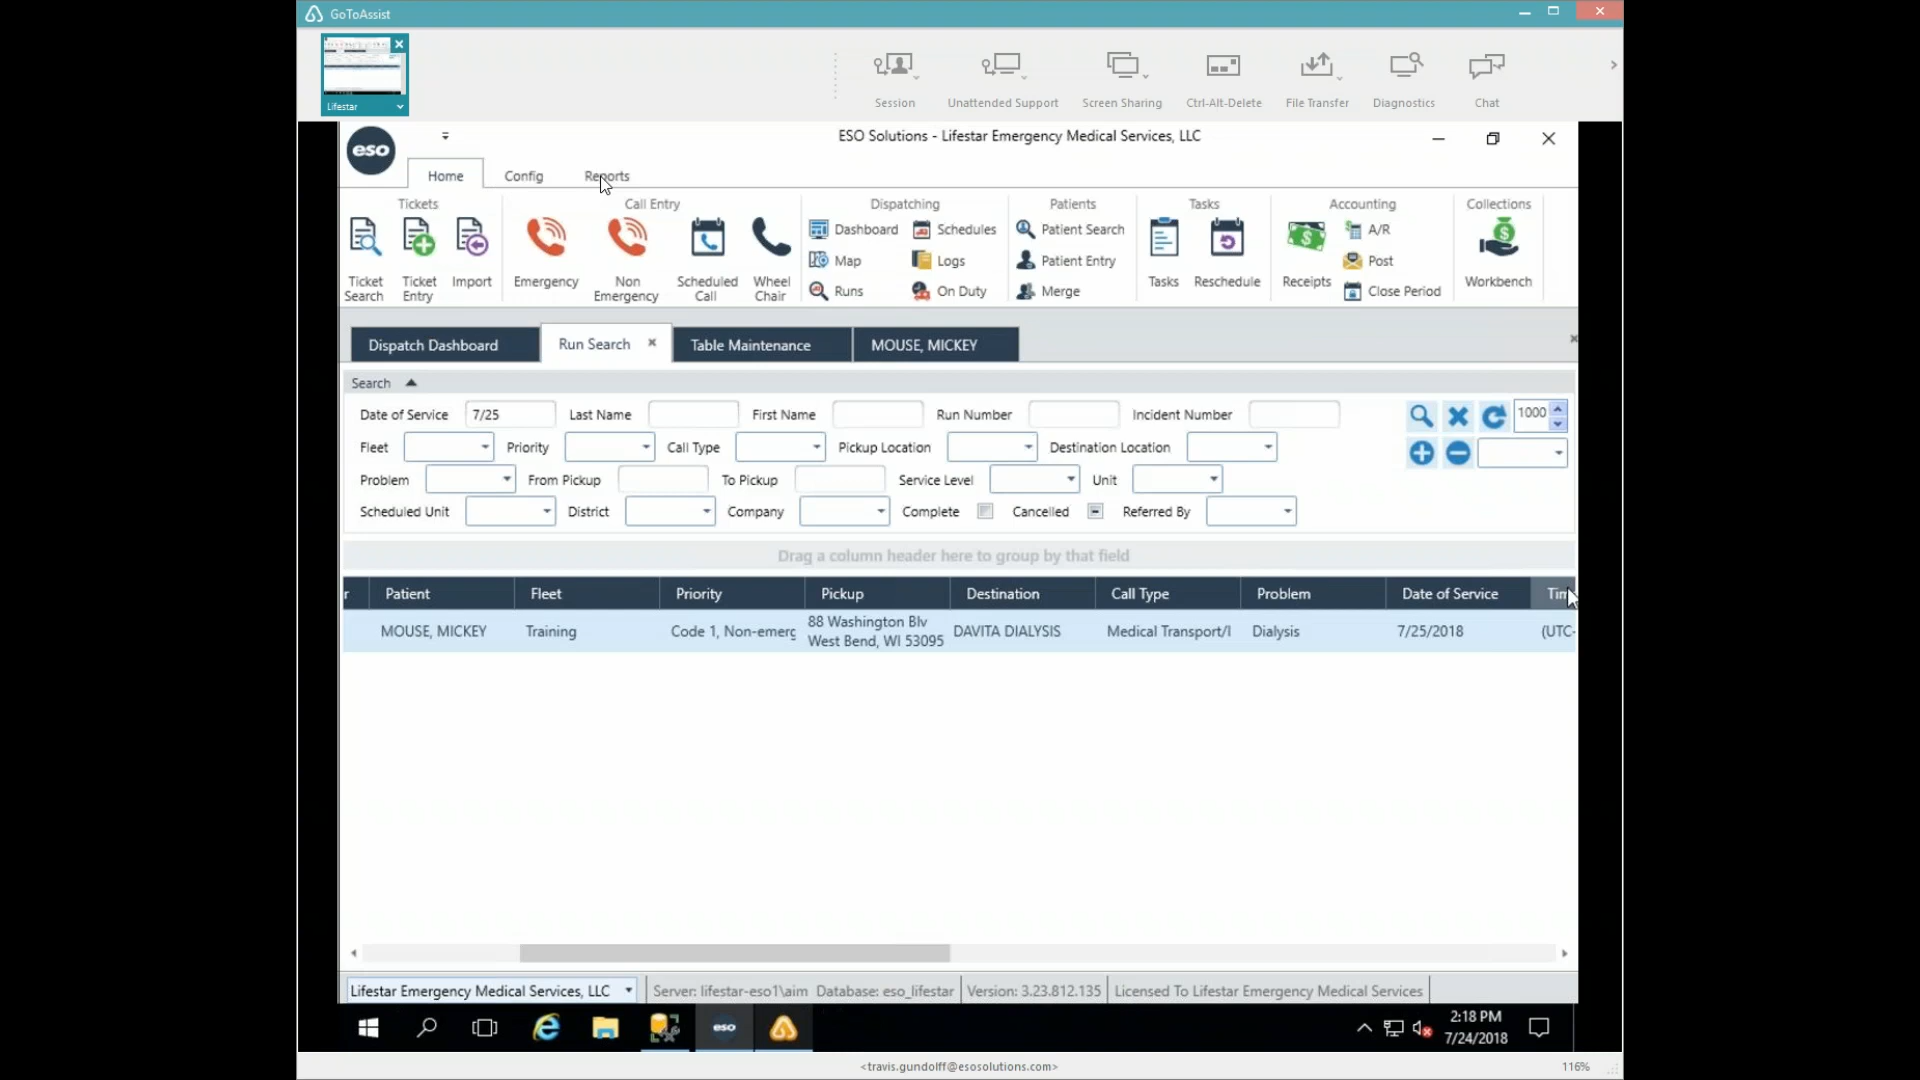 GoToAssist
Lifestar
Session
Unattended Support
Screen Sharing
Ctrl-Alt-Delete
File Transfer
Diagnostics
Chat
eso
ESO Solutions - Lifestar Emergency Medical Services, LLC
Home
Config
Reports
Tickets
Call Entry
Dispatching
Patients
Tasks
Accounting
Collections
Ticket
Search
Ticket
Entry
Import
Emergency
Non
Emergency
Scheduled
Call
Wheel
Chair
Dashboard
Schedules
Map
Logs
Runs
On Duty
Patient Search
Patient Entry
Merge
Tasks
Reschedule
Receipts
A/R
Post
Close Period
Workbench
Dispatch Dashboard
Run Search
Table Maintenance
MOUSE, MICKEY
Search
Date of Service 7/25 Last Name First Name Run Number Incident Number 1000
Fleet Priority Call Type Pickup Location Destination Location
Problem From Pickup To Pickup Service Level Unit
Scheduled Unit District Company Complete Cancelled Referred By
Drag a column header here to group by that field
r Patient Fleet Priority Pickup Destination Call Type Problem Date of Service Tim
MOUSE, MICKEY Training Code 1, Non-emerg 88 Washington Blv
West Bend, WI 53095 DAVITA DIALYSIS Medical Transport/I Dialysis 7/25/2018 (UTC-
Lifestar Emergency Medical Services, LLC Server: lifestar-eso1\aim Database: eso_lifestar Version: 3.23.812.135 Licensed To Lifestar Emergency Medical Services
eso
2:18 PM
7/24/2018
<travis.gundolff@esosolutions.com>
116%